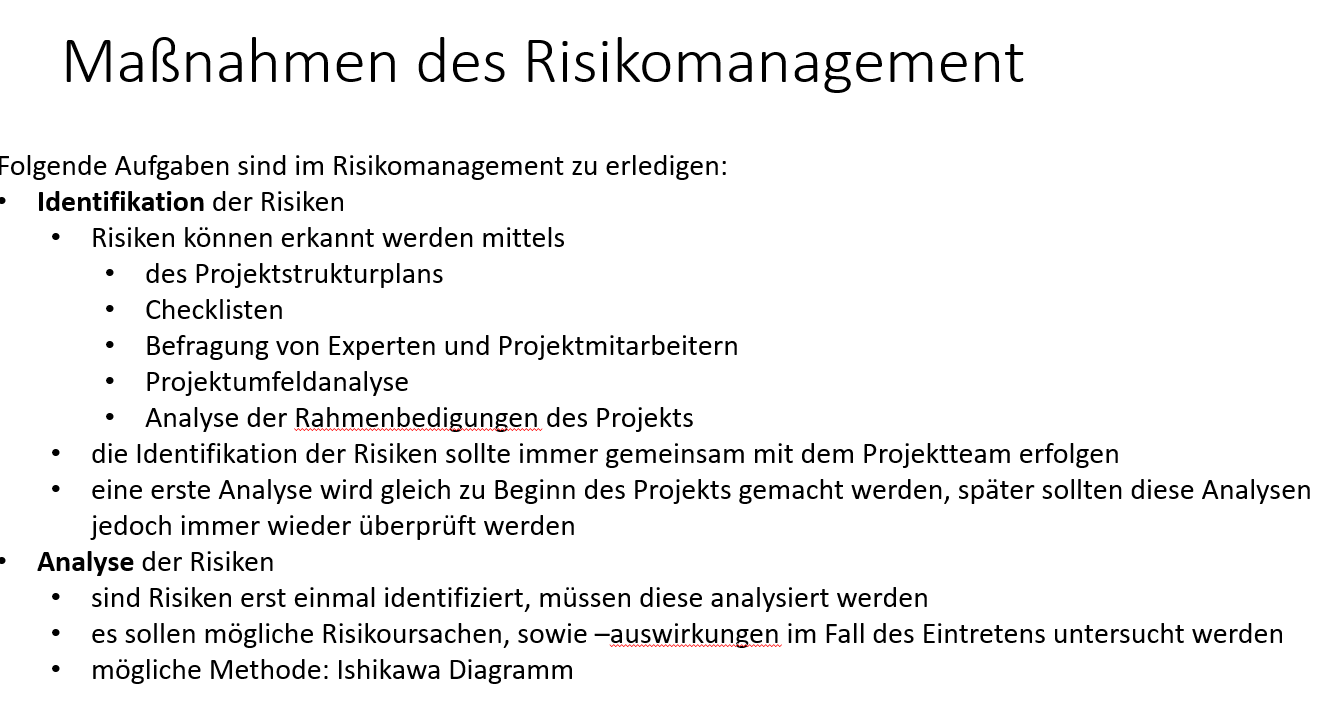 Maßnahmen des Risikomanagement
Folgende Aufgaben sind im Risikomanagement zu erledigen:
• Identifikation der Risiken
• Risiken können erkannt werden mittels
• des Projektstrukturplans
• Checklisten
• Befragung von Experten und Projektmitarbeitern
• Projektumfeldanalyse
• Analyse der Rahmenbedigungen des Projekts
• die Identifikation der Risiken sollte immer gemeinsam mit dem Projektteam erfolgen
• eine erste Analyse wird gleich zu Beginn des Projekts gemacht werden, später sollten diese Analysen
jedoch immer wieder überprüft werden
• Analyse der Risiken
• sind Risiken erst einmal identifiziert, müssen diese analysiert werden
• es sollen mögliche Risikoursachen, sowie –auswirkungen im Fall des Eintretens untersucht werden
• mögliche Methode: Ishikawa Diagramm